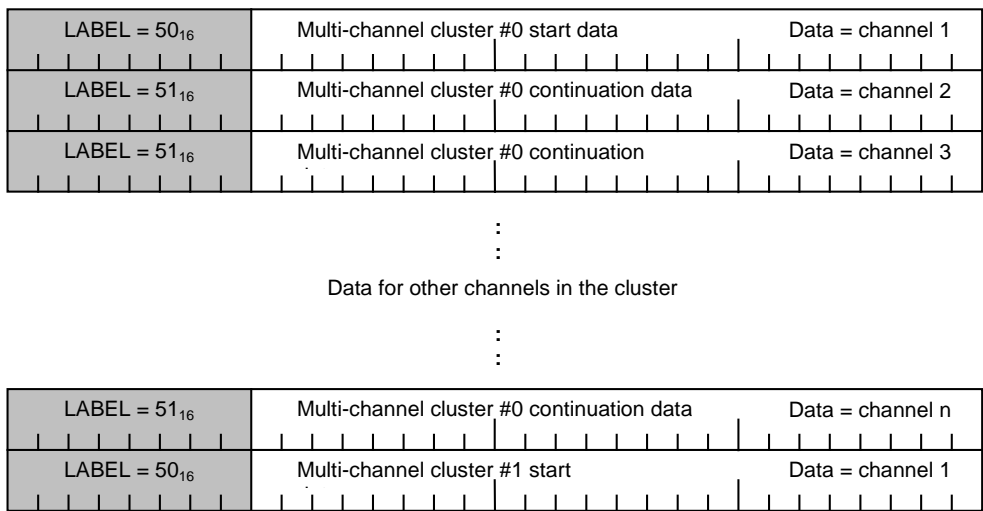 LABEL = 50₁₆ Multi-channel cluster #0 start data Data = channel 1
LABEL = 51₁₆ Multi-channel cluster #0 continuation data Data = channel 2
LABEL = 51₁₆ Multi-channel cluster #0 continuation Data = channel 3
:
:
Data for other channels in the cluster
:
:
LABEL = 51₁₆ Multi-channel cluster #0 continuation data Data = channel n
LABEL = 50₁₆ Multi-channel cluster #1 start Data = channel 1